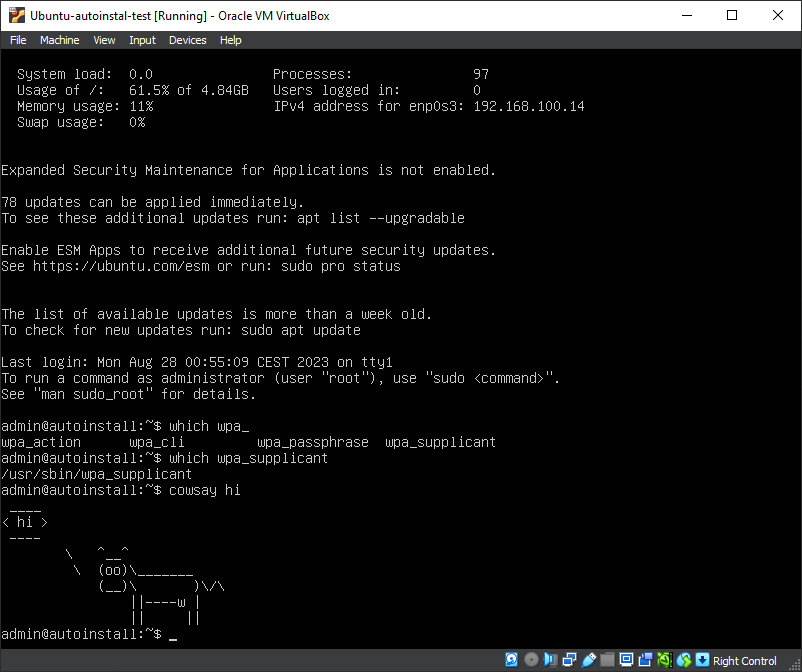 Ubuntu-autoinstal-test [Running] - Oracle VM VirtualBox
File Machine View Input Devices Help
System load: 0.0 Processes: 97
Usage of /: 61.5% of 4.84GB Users logged in: 0
Memory usage: 11% IPv4 address for enp0s3: 192.168.100.14
Swap usage: 0%
Expanded Security Maintenance for Applications is not enabled.
78 updates can be applied immediately.
To see these additional updates run: apt list --upgradable
Enable ESM Apps to receive additional future security updates.
See https://ubuntu.com/esm or run: sudo pro status
The list of available updates is more than a week old.
To check for new updates run: sudo apt update
Last login: Mon Aug 28 00:55:09 CEST 2023 on tty1
To run a command as administrator (user "root"), use "sudo <command>".
See "man sudo_root" for details.
admin@autoinstall:~$ which wpa_
wpa_action wpa_cli wpa_passphrase wpa_supplicant
admin@autoinstall:~$ which wpa_supplicant
/usr/sbin/wpa_supplicant
admin@autoinstall:~$ cowsay hi
 ____
< hi >
 ----
        \   ^__^
         \  (oo)\_______
            (__)\       )\/\
                ||----w |
                ||     ||
admin@autoinstall:~$ _
Right Control